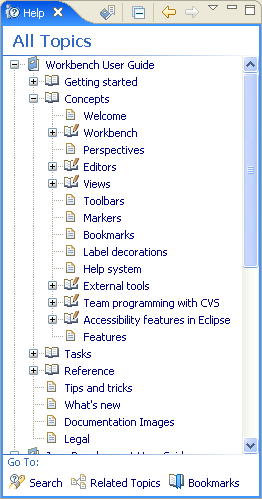 Help
All Topics
Workbench User Guide
Getting started
Concepts
Welcome
Workbench
Perspectives
Editors
Views
Toolbars
Markers
Bookmarks
Label decorations
Help system
External tools
Team programming with CVS
Accessibility features in Eclipse
Features
Tasks
Reference
Tips and tricks
What's new
Documentation Images
Legal
Go To:
Search Related Topics Bookmarks